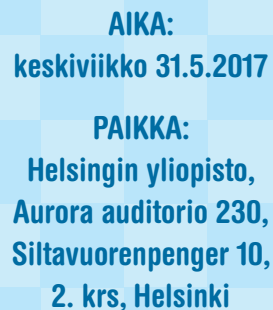 AIKA:
keskiviikko 31.5.2017
PAIKKA:
Helsingin yliopisto,
Aurora auditorio 230,
Siltavuorenpenger 10,
2. krs, Helsinki